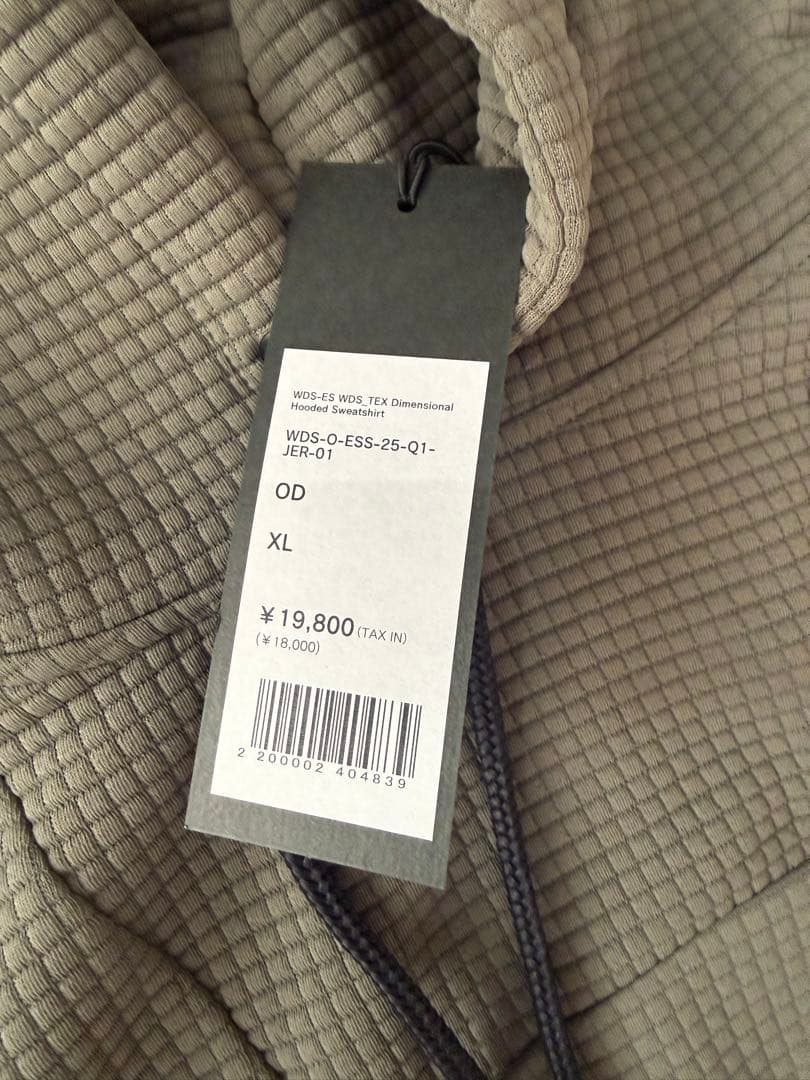 WDS-ES WDS_TEX Dimensional
Hooded Sweatshirt
WDS-O-ESS-25-Q1-
JER-01
OD
XL
¥19,800(TAX IN)
(¥18,000)
2 200002 404839